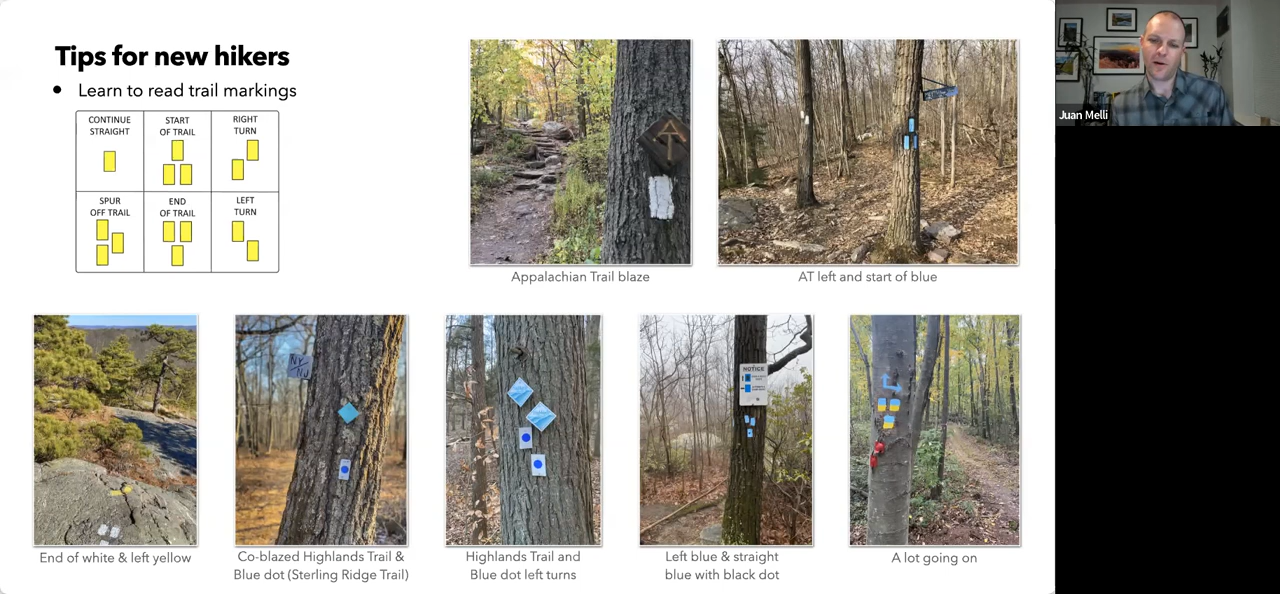 Tips for new hikers
• Learn to read trail markings
CONTINUE
STRAIGHT
START
OF TRAIL
RIGHT
TURN
SPUR
OFF TRAIL
END
OF TRAIL
LEFT
TURN
Appalachian Trail blaze
AT left and start of blue
NY/NJ
NOTICE
End of white & left yellow
Co-blazed Highlands Trail &
Blue dot (Sterling Ridge Trail)
Highlands Trail and
Blue dot left turns
Left blue & straight
blue with black dot
A lot going on
Juan Melli